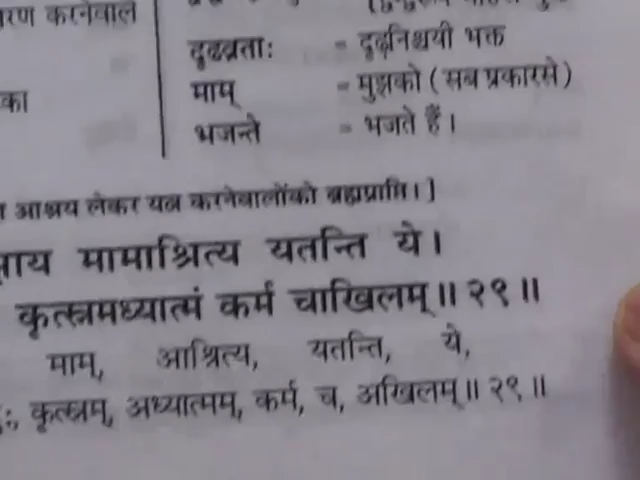 करनेवाले
दृढव्रताः = दृढनिश्चयी भक्त
का
माम् = मुझको (सब प्रकारसे)
भजन्ते = भजते हैं।
आश्रय लेकर यत्न करनेवालोंको ब्रह्मप्राप्ति।]
मामाश्रित्य यतन्ति ये।
कृत्स्नमध्यात्मं कर्म चाखिलम्॥ २९॥
माम्, आश्रित्य, यतन्ति, ये,
कृत्स्नम्, अध्यात्मम्, कर्म, च, अखिलम्॥ २९॥